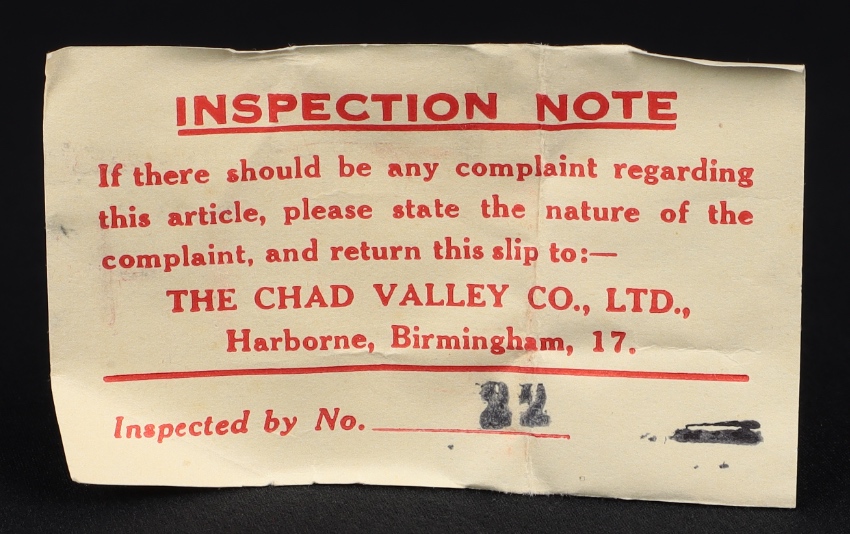 INSPECTION NOTE
If there should be any complaint regarding
this article, please state the nature of the
complaint, and return this slip to:—
THE CHAD VALLEY CO., LTD.,
Harborne, Birmingham, 17.
Inspected by No.